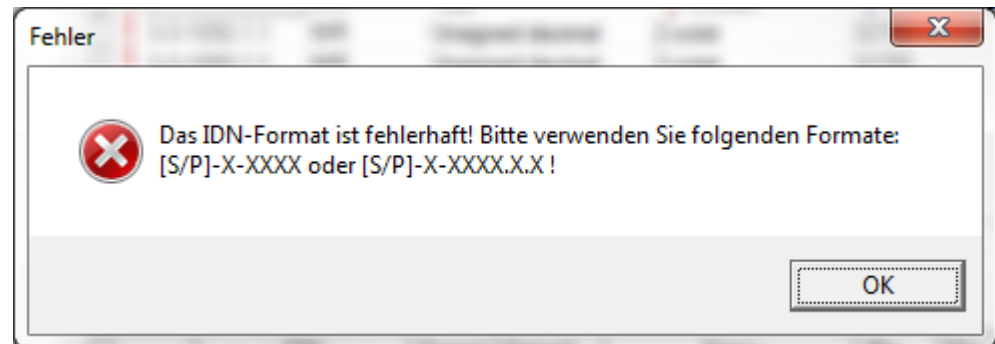 Fehler
Das IDN-Format ist fehlerhaft! Bitte verwenden Sie folgenden Formate:
[S/P]-X-XXXX oder [S/P]-X-XXXX.X.X !
OK